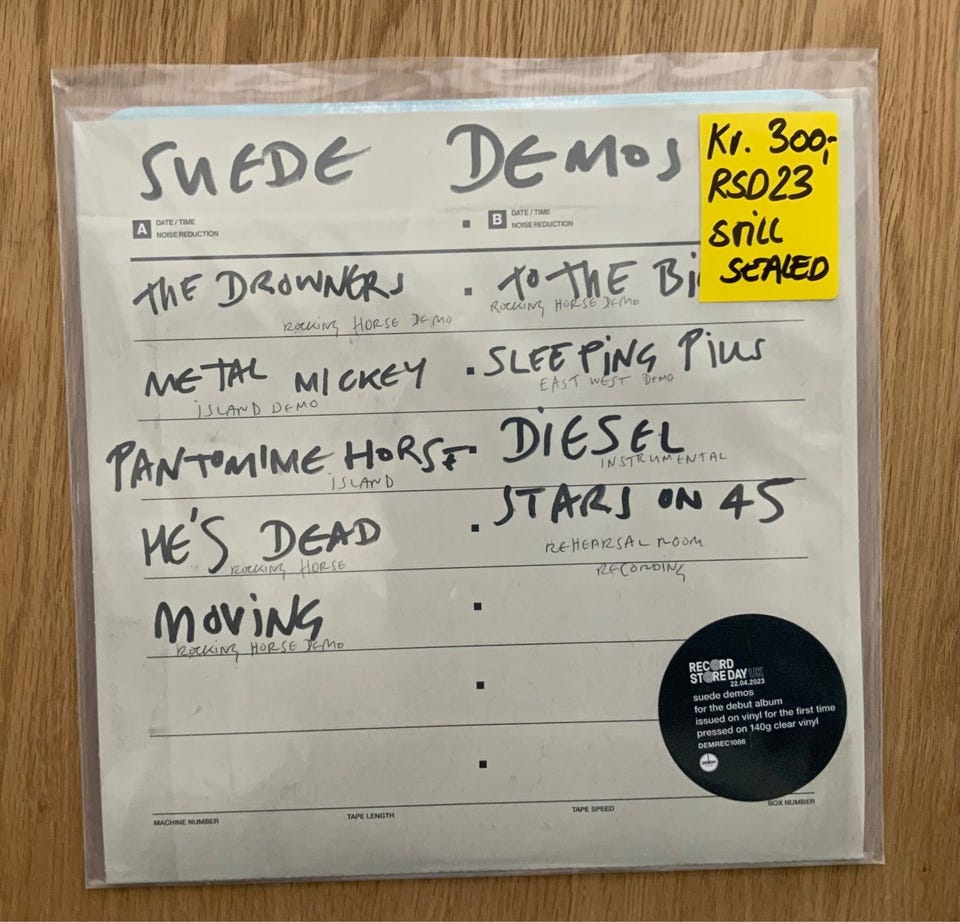 SUEDE DEMOS
Kr. 300,-
RSD23
STILL
SEALED
A DATE / TIME
NOISE REDUCTION
B DATE / TIME
NOISE REDUCTION
THE DROWNERS
ROCKING HORSE DEMO
METAL MICKEY
ISLAND DEMO
PANTOMIME HORSE
ISLAND
HE'S DEAD
ROCKING HORSE
MOVING
ROCKING HORSE DEMO
TO THE Bi
ROCKING HORSE DEMO
SLEEPING PILLS
EAST WEST DEMO
DIESEL
INSTRUMENTAL
STARS ON 45
REHEARSAL ROOM
RECORDING
RECORD
STORE DAY UK
22.04.2023
suede demos
for the debut album
issued on vinyl for the first time
pressed on 140g clear vinyl
DEMREC1086
DEMON
MACHINE NUMBER
TAPE LENGTH
TAPE SPEED
BOX NUMBER